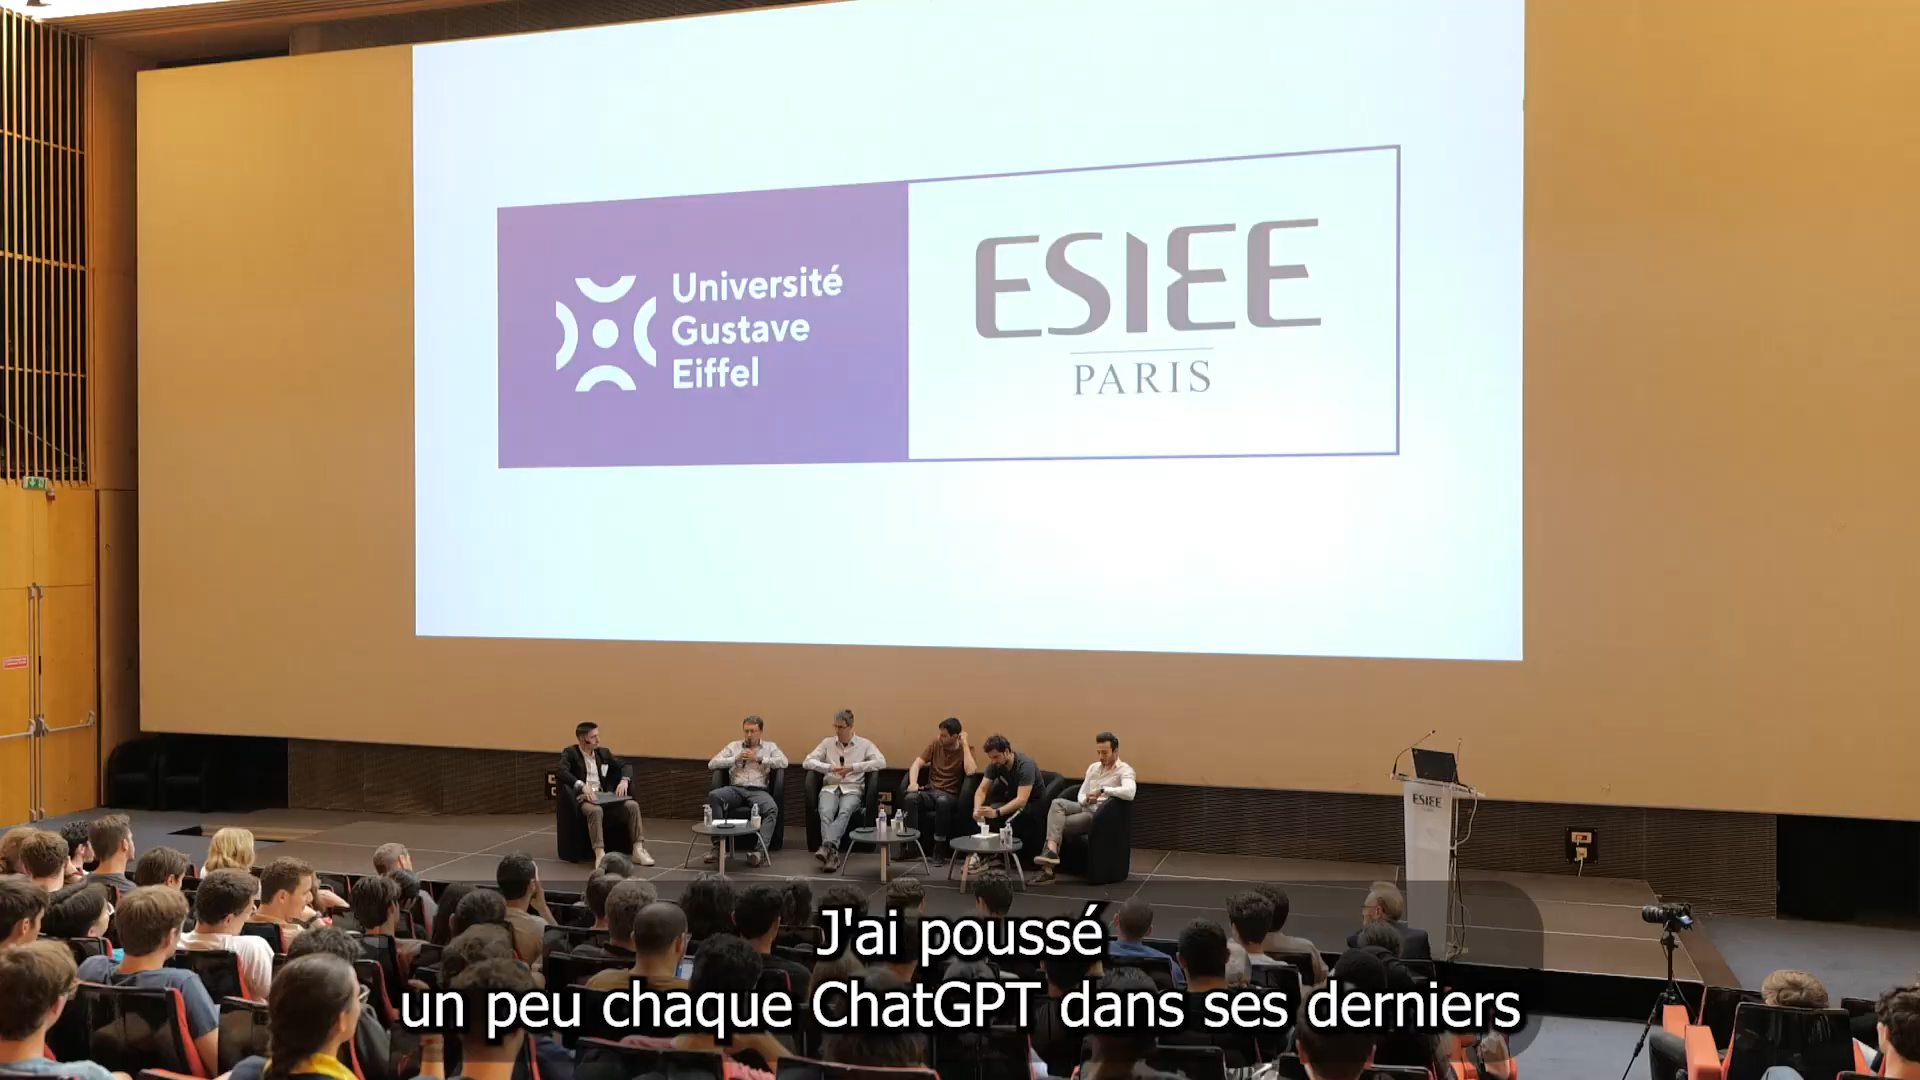 Université
Gustave
Eiffel
ESIEE
PARIS
ESIEE
J'ai poussé
un peu chaque ChatGPT dans ses derniers